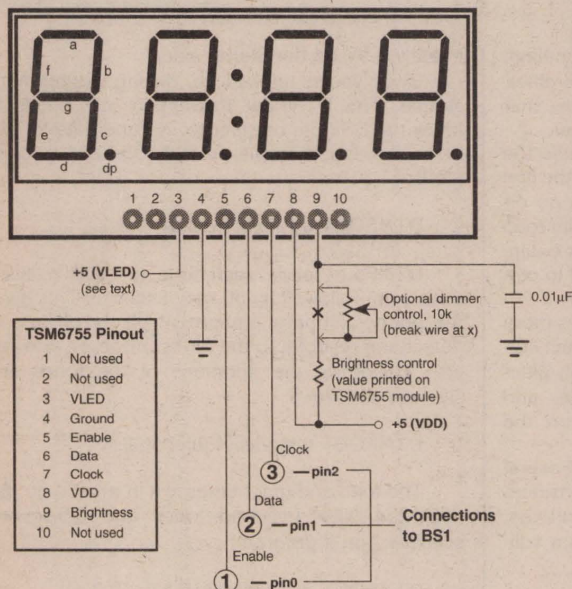 a
f b
g
e c
d dp
1 2 3 4 5 6 7 8 9 10
+5 (VLED)
(see text)
0.01µF
Optional dimmer
control, 10k
(break wire at x)
Brightness control
(value printed on
TSM6755 module)
+5 (VDD)
TSM6755 Pinout
1 Not used
2 Not used
3 VLED
4 Ground
5 Enable
6 Data
7 Clock
8 VDD
9 Brightness
10 Not used
Clock
3 pin2
Data
2 pin1
Connections
to BS1
Enable
1 pin0